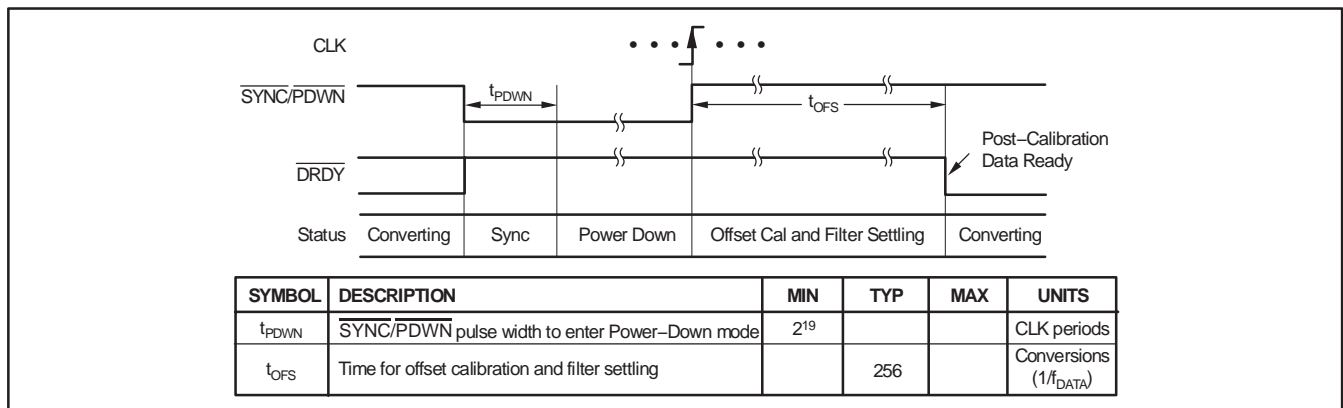 CLK
SYNC/PDWN
tPDWN
tOFS
Post–Calibration
Data Ready
DRDY
Status Converting Sync Power Down Offset Cal and Filter Settling Converting
SYMBOL DESCRIPTION MIN TYP MAX UNITS
tPDWN SYNC/PDWN pulse width to enter Power–Down mode 2¹⁹ CLK periods
tOFS Time for offset calibration and filter settling 256 Conversions
(1/fDATA)